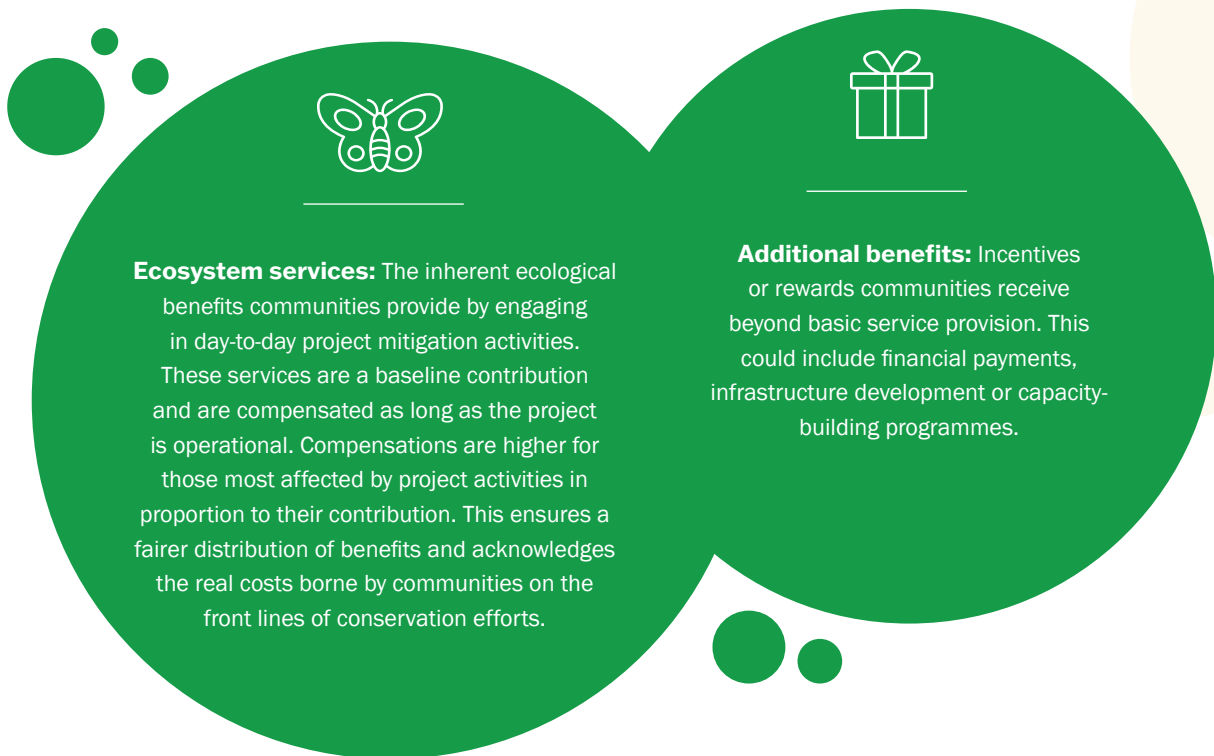 Ecosystem services: The inherent ecological
benefits communities provide by engaging
in day-to-day project mitigation activities.
These services are a baseline contribution
and are compensated as long as the project
is operational. Compensations are higher for
those most affected by project activities in
proportion to their contribution. This ensures a
fairer distribution of benefits and acknowledges
the real costs borne by communities on the
front lines of conservation efforts.
Additional benefits: Incentives
or rewards communities receive
beyond basic service provision. This
could include financial payments,
infrastructure development or capacity-
building programmes.